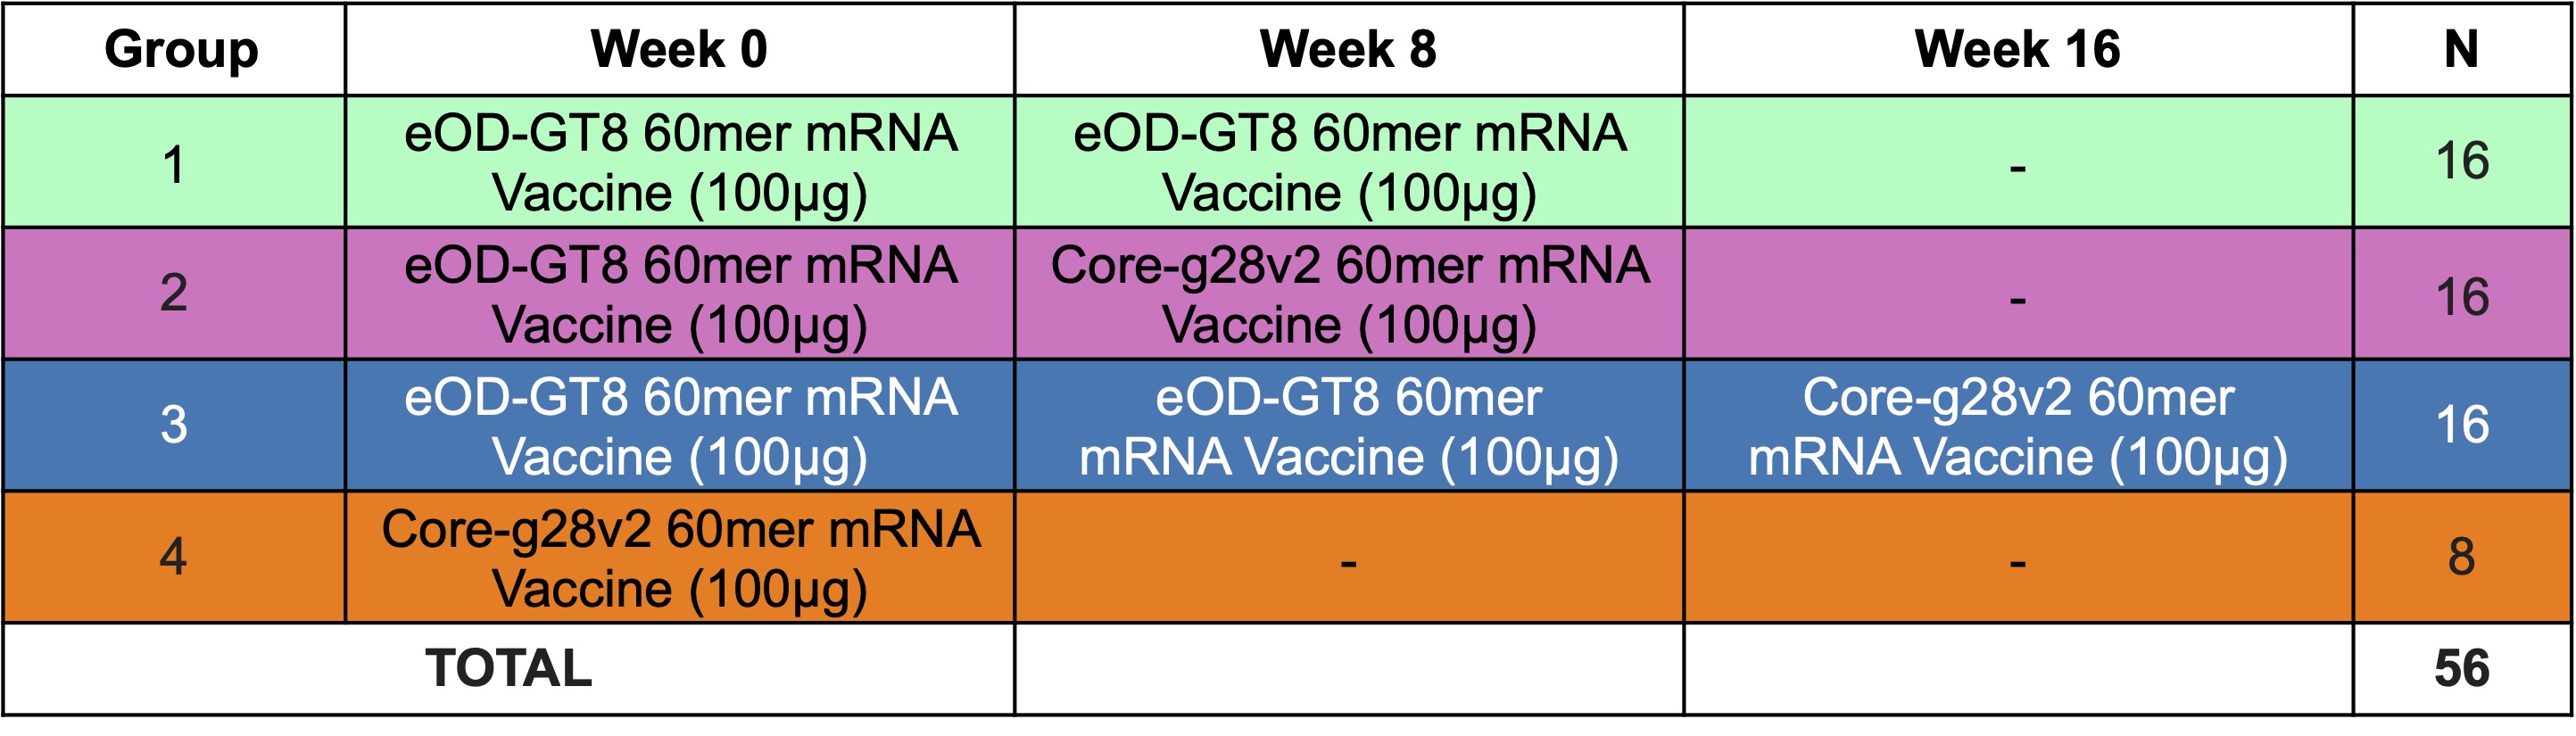 Group Week 0 Week 8 Week 16 N
1 eOD-GT8 60mer mRNA Vaccine (100µg) eOD-GT8 60mer mRNA Vaccine (100µg) - 16
2 eOD-GT8 60mer mRNA Vaccine (100µg) Core-g28v2 60mer mRNA Vaccine (100µg) - 16
3 eOD-GT8 60mer mRNA Vaccine (100µg) eOD-GT8 60mer mRNA Vaccine (100µg) Core-g28v2 60mer mRNA Vaccine (100µg) 16
4 Core-g28v2 60mer mRNA Vaccine (100µg) - - 8
TOTAL 56